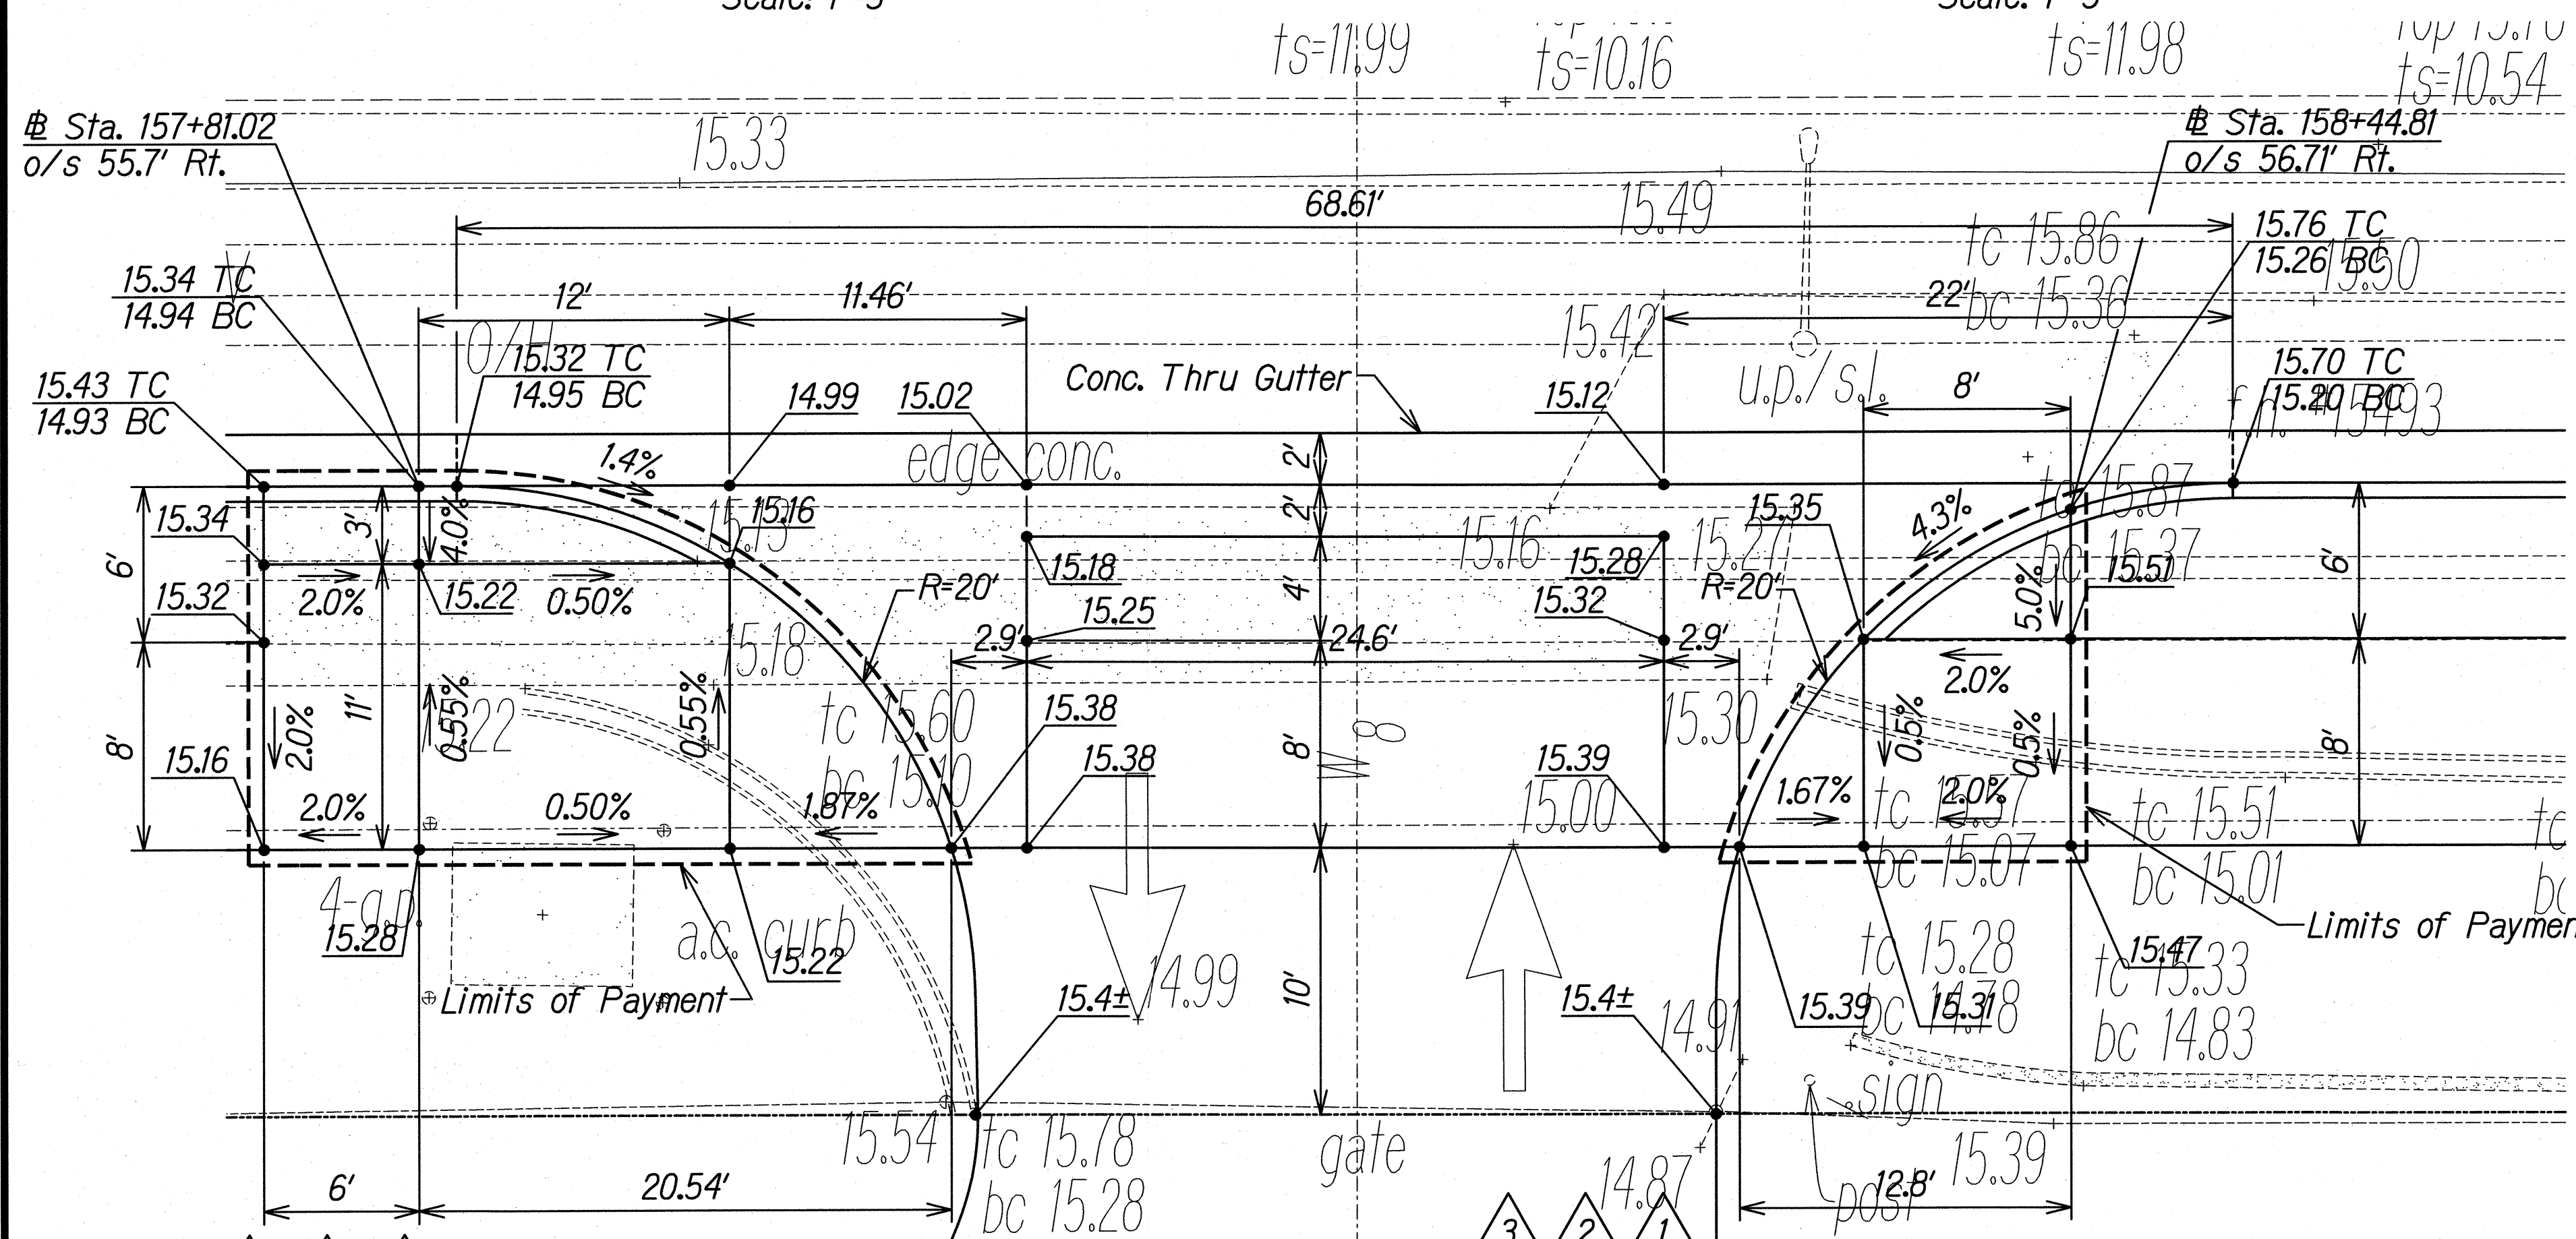 ts=11.99
ts=10.16
ts=11.98
ts=10.54
℄ Sta. 157+81.02
o/s 55.7' Rt.
15.33
℄ Sta. 158+44.81
o/s 56.71' Rt.
68.61'
15.49
tc 15.86
bc 15.36
15.76 TC
15.26 BC
15.50
15.34 TC
14.94 BC
12'
11.46'
22'
15.42
O/H
15.32 TC
14.95 BC
15.43 TC
14.93 BC
14.99
15.02
Conc. Thru Gutter
15.12
u.p./s.l.
8'
15.70 TC
15.20 BC
1.4%
edge conc.
2'
2'
4'
8'
10'
tc 15.87
bc 15.37
4.3%
15.34
3'
4.0%
15.16
15.16
15.27
15.35
15.18
15.28
15.51
6'
15.32
2.0%
15.22
0.50%
R=20'
15.25
15.32
R=20'
5.0%
6'
2.9'
24.6'
2.9'
15.18
2.0%
11'
0.55%
0.55%
tc 15.60
bc 15.10
15.38
15.30
0.5%
0.5%
8'
2.0%
8'
15.16
15.38
15.39
15.00
2.0%
0.50%
1.87%
1.67%
2.0%
tc 15.57
bc 15.07
tc 15.51
bc 15.01
15.28
a.c. curb
15.22
Limits of Payment
Limits of Paymen
15.4±
14.99
15.4±
14.91
15.39
15.31
tc 15.28
bc 14.78
15.47
tc 15.33
bc 14.83
sign
15.54
tc 15.78
bc 15.28
gate
14.87
post
15.39
6'
20.54'
12.8'
3
2
1